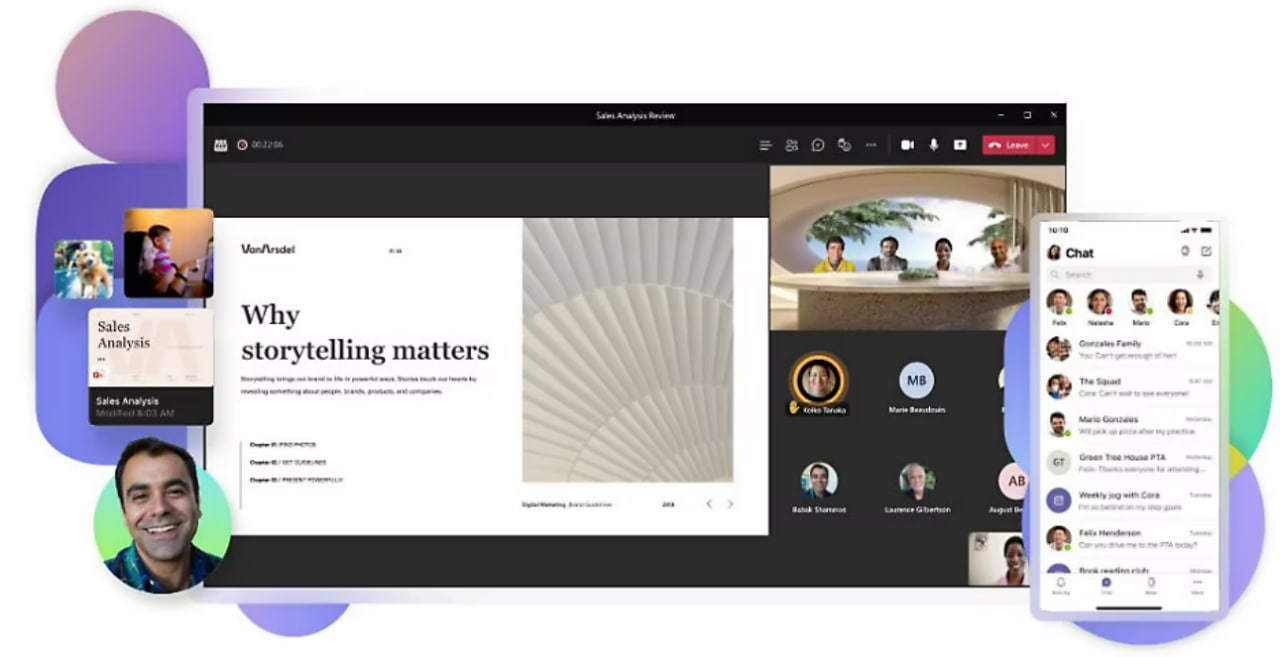 Sales Analysis Review
00:22:06
Leave
VanArsdel
Why
storytelling matters
Storytelling brings our brand to life in powerful ways. Stories touch our hearts by
revealing something about people, brands, products, and companies.
Chapter 01 / FIND PHOTOS
Chapter 02 / GET GUIDELINES
Chapter 03 / PRESENT POWERFULLY
Digital Marketing Brand Guidelines
Sales
Analysis
Sales Analysis
Modified 8:03 AM
Keiko Tanaka
MB
Marie Beaudouin
Babak Shammas
Laurence Gilbertson
AB
August Be
10:10
Chat
Search
Felix
Natasha
Mario
Cora
Gonzales Family
You: Can't get enough of her!
The Squad
Cora: Can't wait to see everyone!
Mario Gonzales
Yesterday
Will pick up pizza after my practice.
GT
Green Tree House PTA
Yesterday
Felix: Thanks everyone for attending...
Weekly jog with Cora
Tuesday
I'm so behind on my step goals
Felix Henderson
Tuesday
Can you drive me to the PTA today?
Book reading club
Monday
Activity
Chat
More